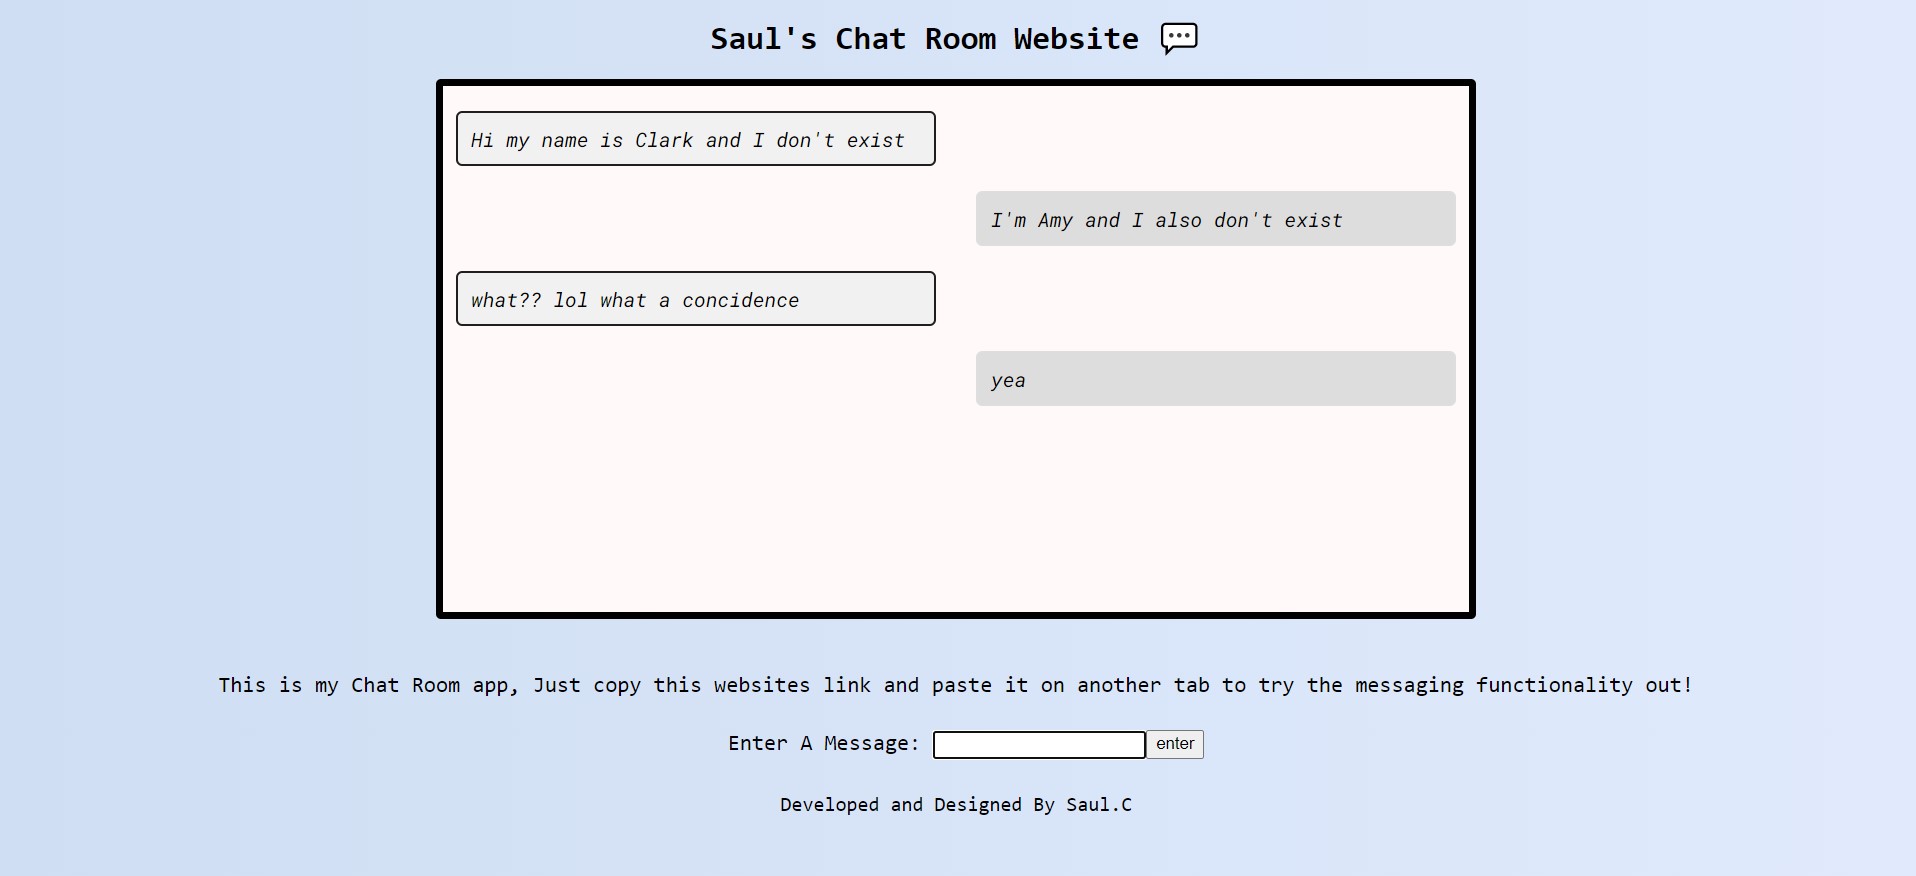 Saul's Chat Room Website
Hi my name is Clark and I don't exist
I'm Amy and I also don't exist
what?? lol what a concidence
yea
This is my Chat Room app, Just copy this websites link and paste it on another tab to try the messaging functionality out!
Enter A Message: enter
Developed and Designed By Saul.C